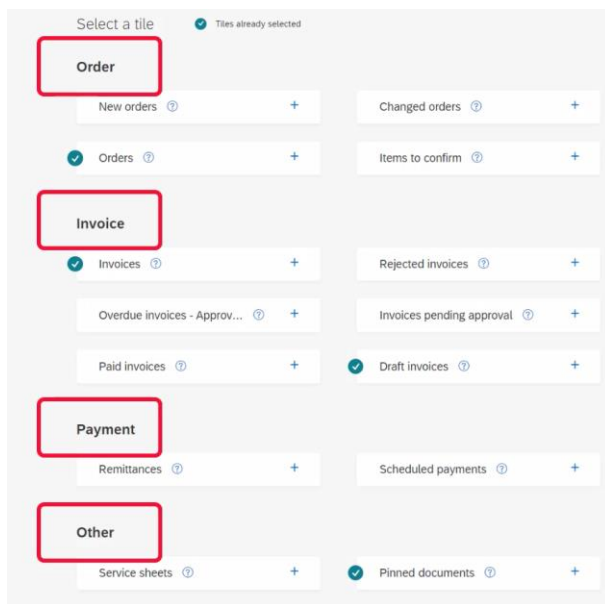 Select a tile Tiles already selected
Order
New orders ? + Changed orders ? +
Orders ? + Items to confirm ? +
Invoice
Invoices ? + Rejected invoices ? +
Overdue invoices - Approv... ? + Invoices pending approval ? +
Paid invoices ? + Draft invoices ? +
Payment
Remittances ? + Scheduled payments ? +
Other
Service sheets ? + Pinned documents ? +